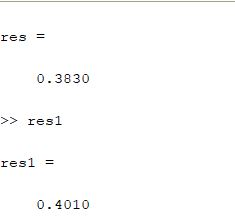 res =
0.3830
>> res1
res1 =
0.4010